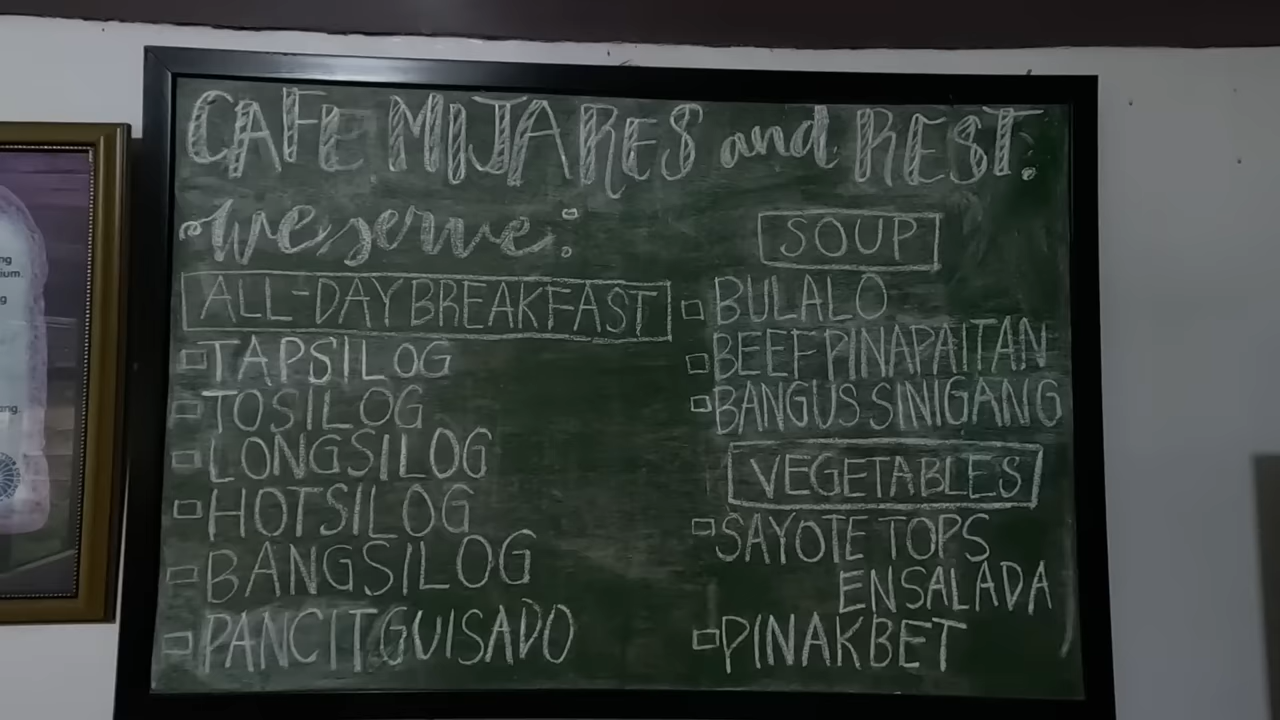 CAFE MIJARES and REST.
We serve:
ALL-DAY BREAKFAST
TAPSILOG
TOSILOG
LONGSILOG
HOTSILOG
BANGSILOG
PANCIT GUISADO
SOUP
BULALO
BEEF PINAPAITAN
BANGUS SINIGANG
VEGETABLES
SAYOTE TOPS
ENSALADA
PINAKBET